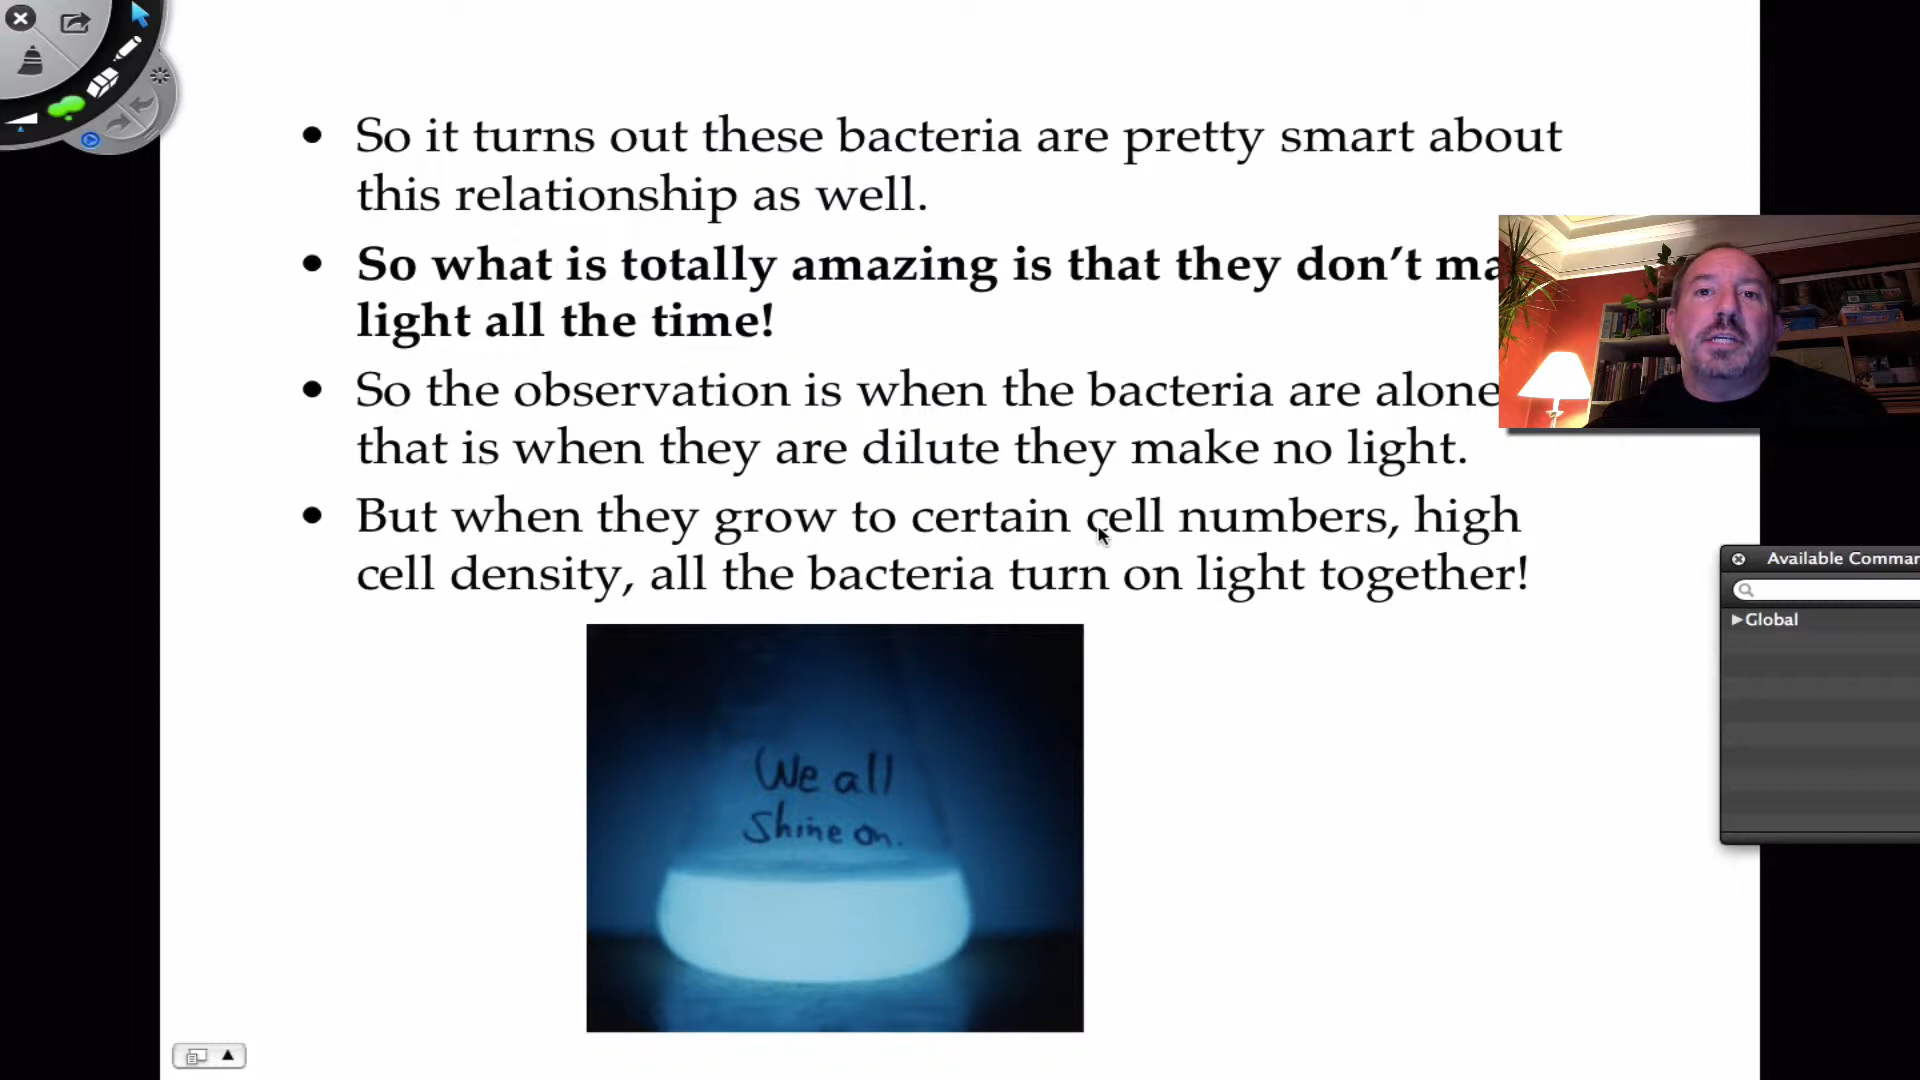 • So it turns out these bacteria are pretty smart about
this relationship as well.
• So what is totally amazing is that they don’t
light all the time!
• So the observation is when the bacteria are alone
that is when they are dilute they make no light.
• But when they grow to certain cell numbers, high
cell density, all the bacteria turn on light together!
We all
Shine on.
Available
Global